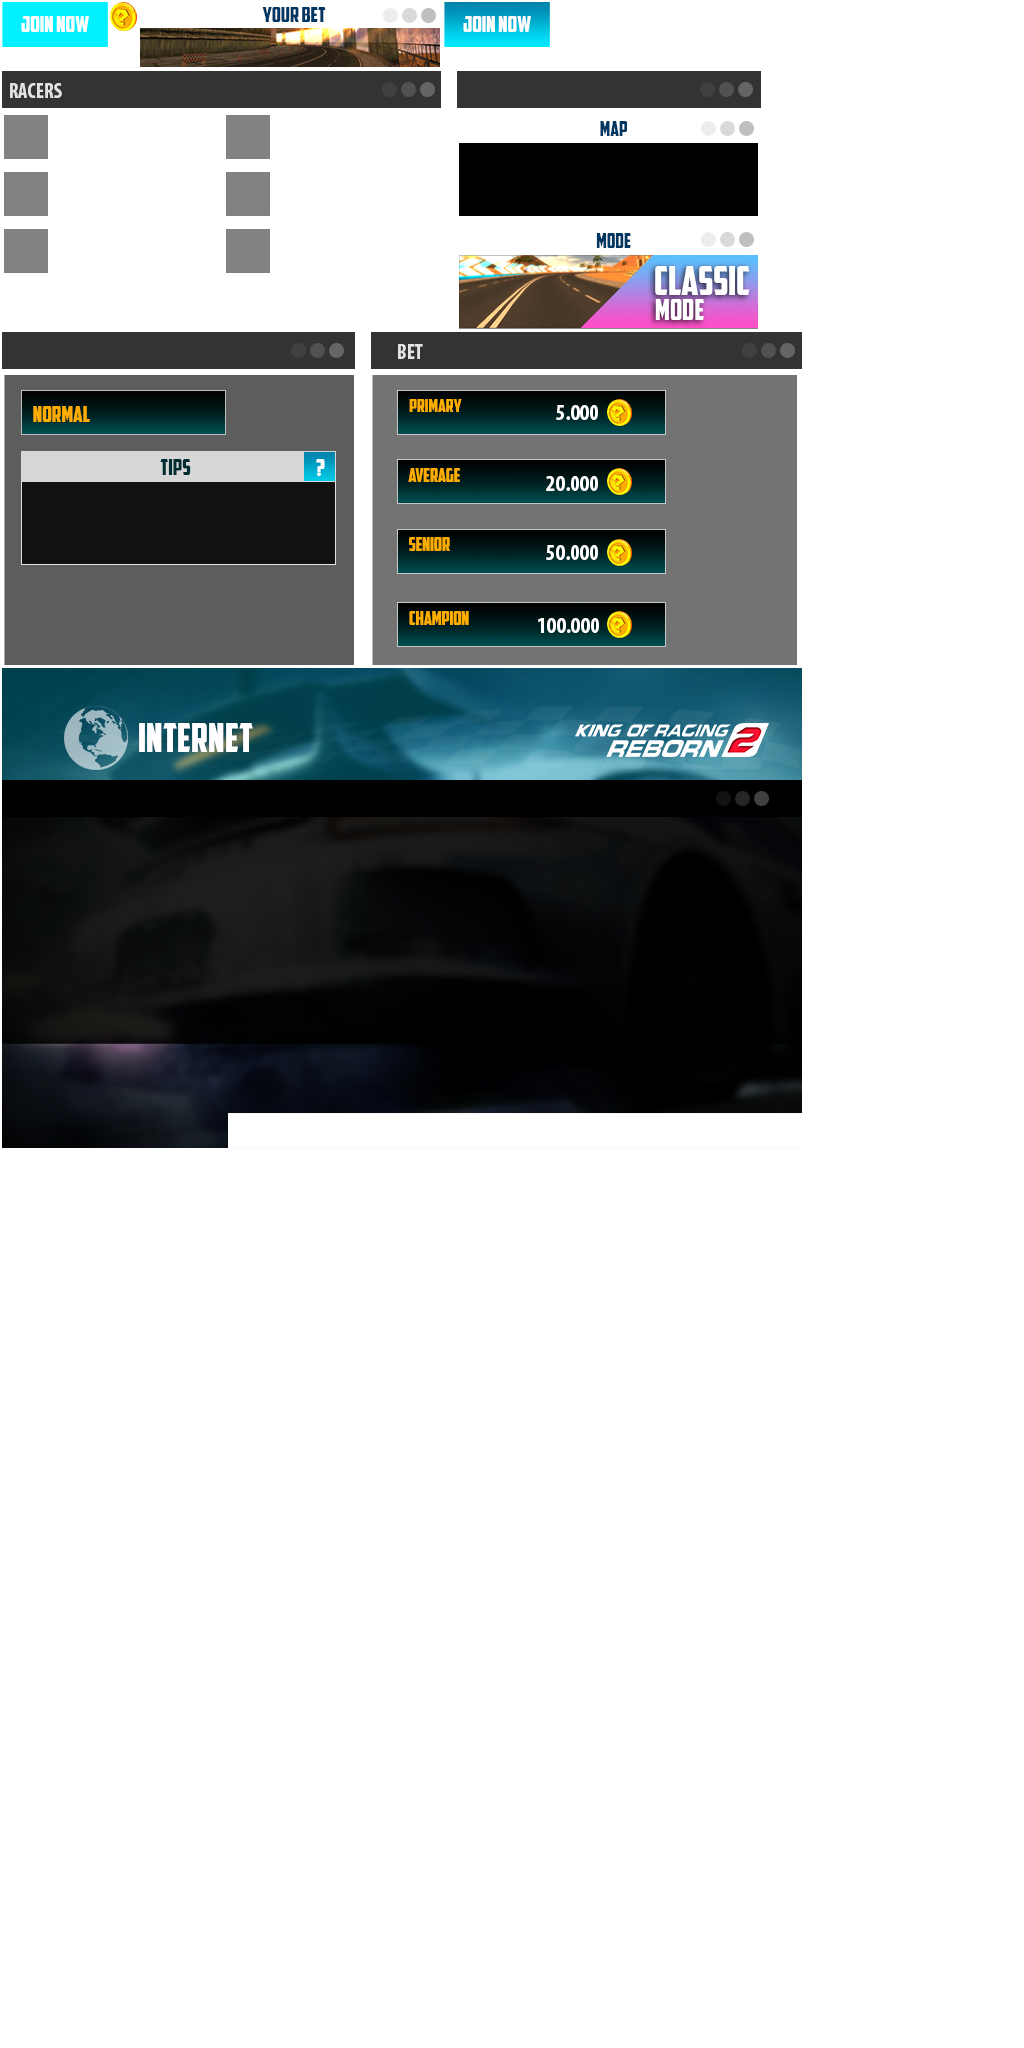 JOIN NOW
YOUR BET
JOIN NOW
RACERS
MAP
MODE
CLASSIC
MODE
BET
NORMAL
TIPS ?
PRIMARY 5.000 ?
AVERAGE 20.000 ?
SENIOR 50.000 ?
CHAMPION 100.000 ?
INTERNET
KING OF RACING
REBORN 2